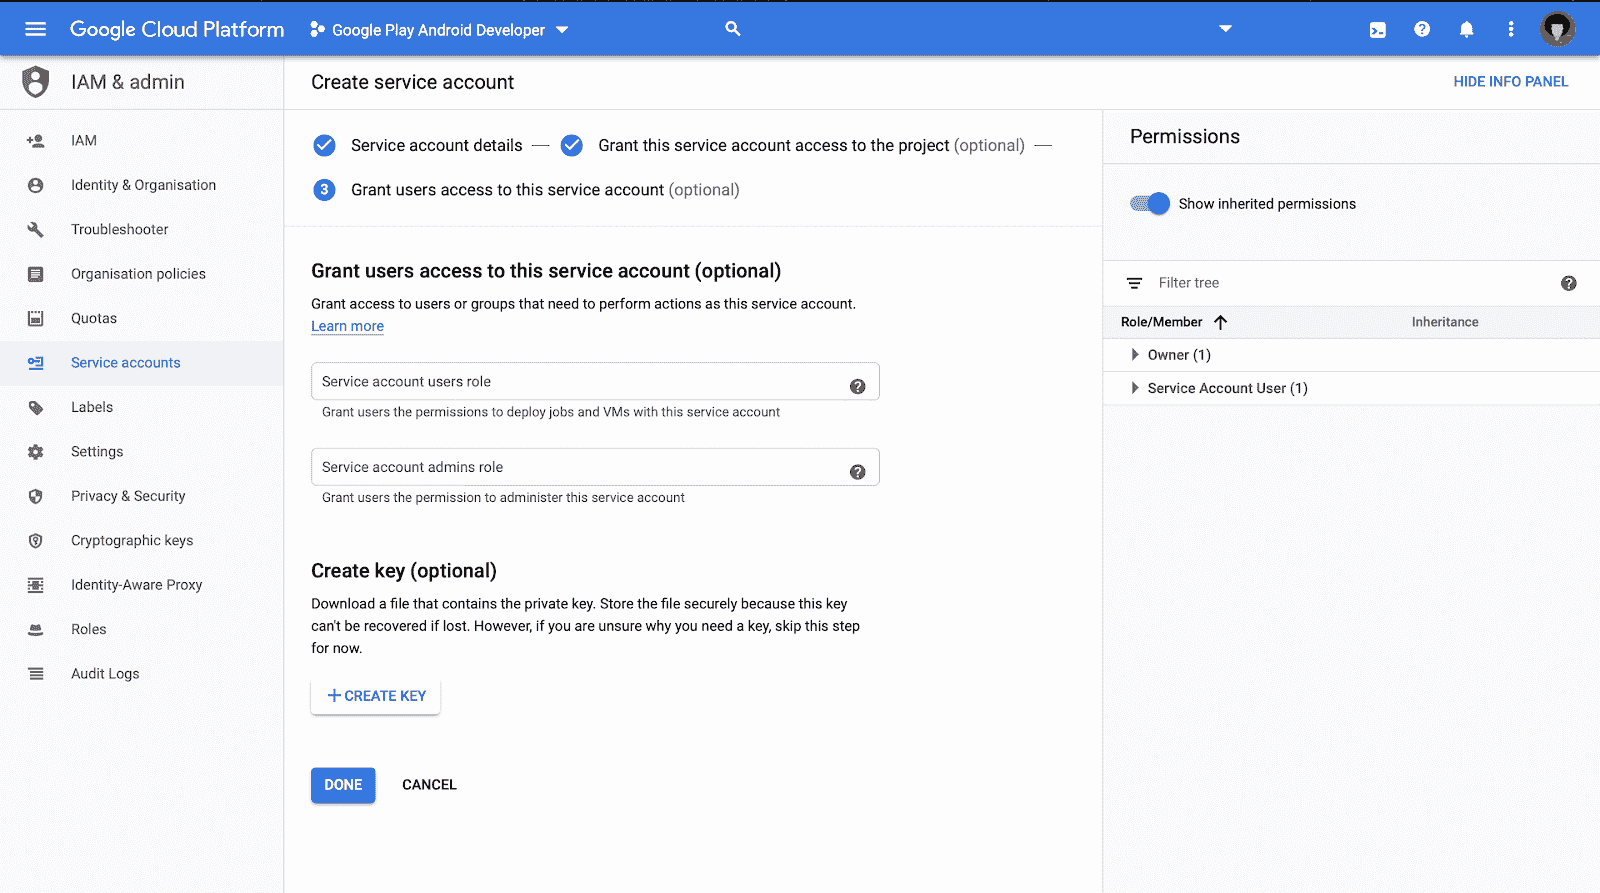 Google Cloud Platform
Google Play Android Developer
IAM & admin
Create service account
HIDE INFO PANEL
IAM
Identity & Organisation
Troubleshooter
Organisation policies
Quotas
Service accounts
Labels
Settings
Privacy & Security
Cryptographic keys
Identity-Aware Proxy
Roles
Audit Logs
Service account details — Grant this service account access to the project (optional) —
3 Grant users access to this service account (optional)
Grant users access to this service account (optional)
Grant access to users or groups that need to perform actions as this service account.
Learn more
Service account users role
Grant users the permissions to deploy jobs and VMs with this service account
Service account admins role
Grant users the permission to administer this service account
Create key (optional)
Download a file that contains the private key. Store the file securely because this key
can't be recovered if lost. However, if you are unsure why you need a key, skip this step
for now.
+ CREATE KEY
DONE CANCEL
Permissions
Show inherited permissions
Filter tree
Role/Member Inheritance
Owner (1)
Service Account User (1)